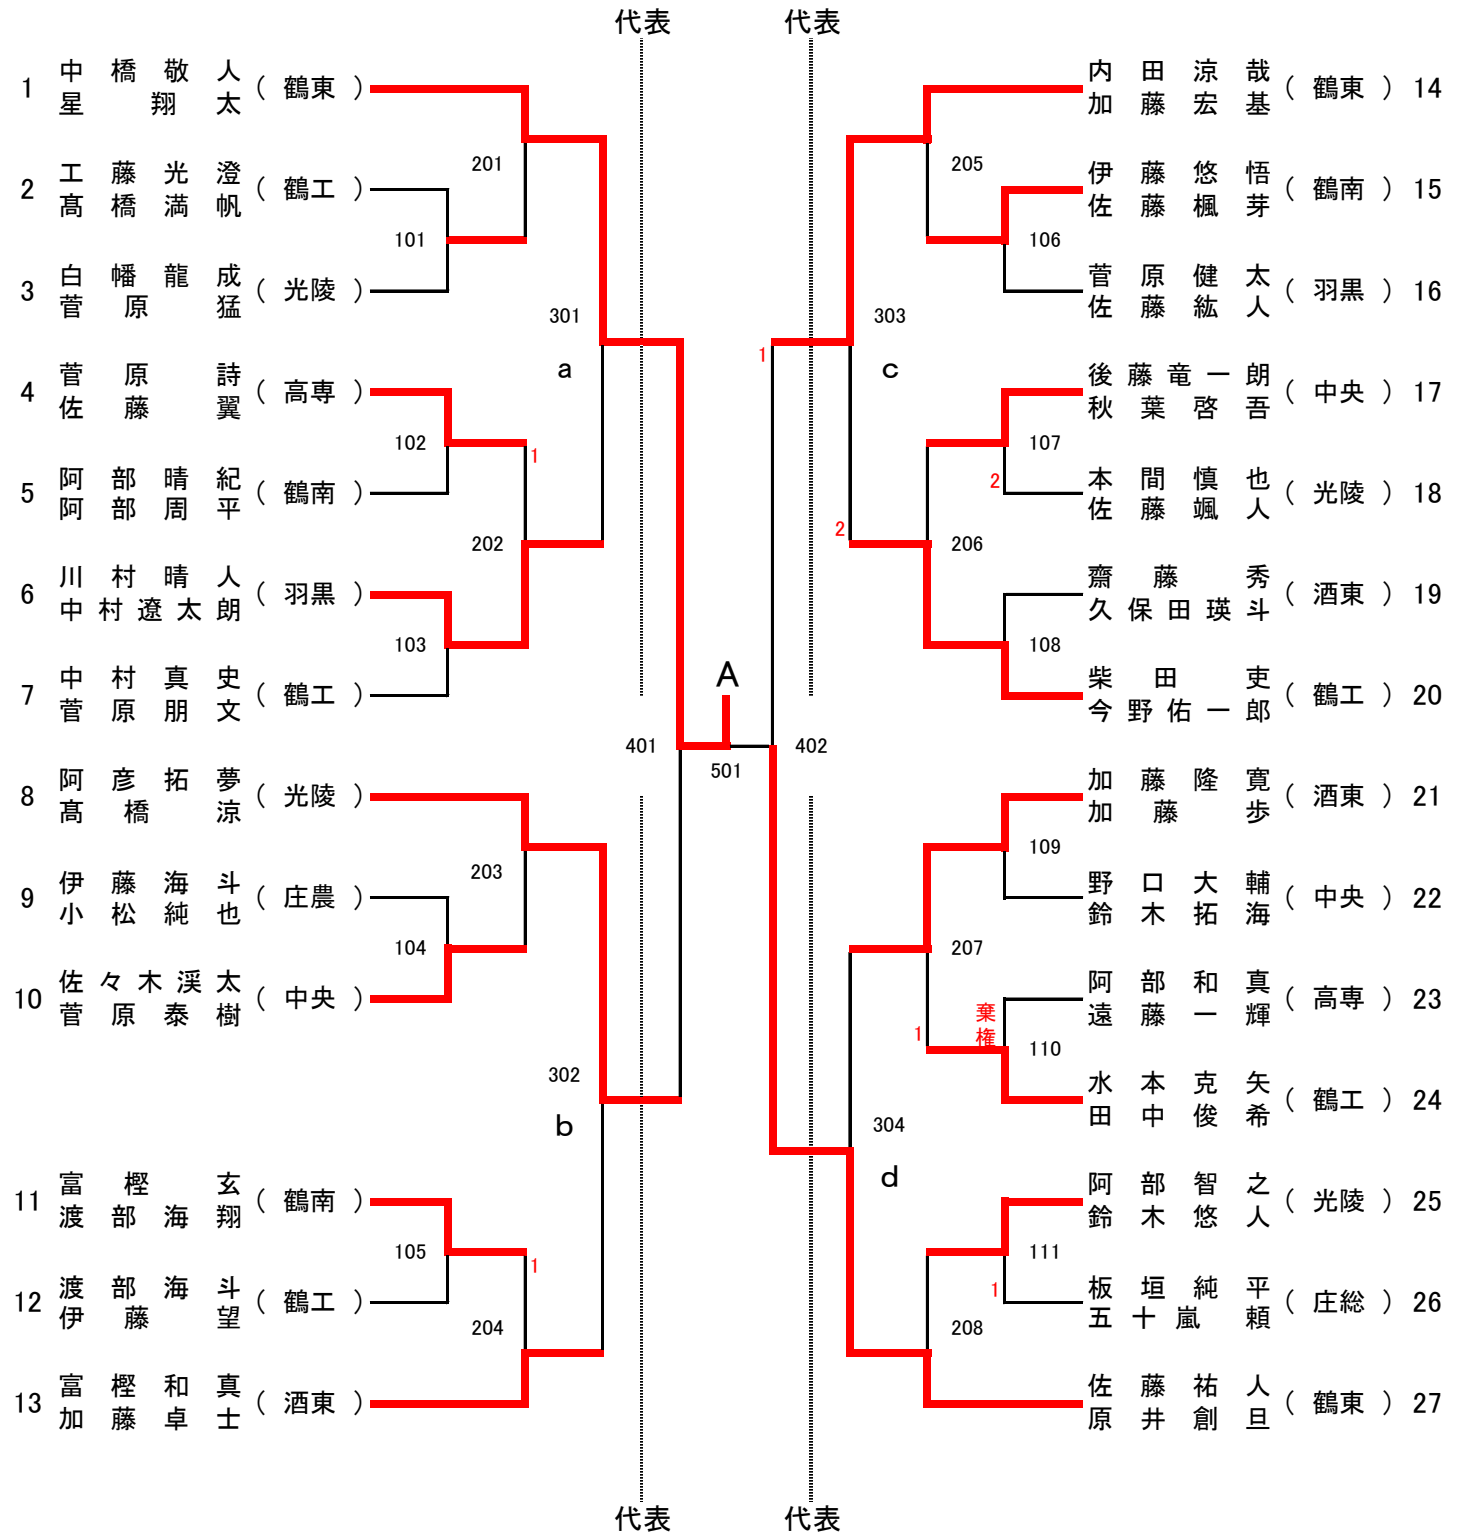 代表 代表
1 中橋敬人 星翔太 (鶴東)
2 工藤光澄 髙橋満帆 (鶴工)
3 白幡龍成 菅原猛 (光陵)
4 菅原詩 佐藤翼 (高専)
5 阿部晴紀 阿部周平 (鶴南)
6 川村晴人 中村遼太朗 (羽黒)
7 中村真史 菅原朋文 (鶴工)
8 阿彦拓夢 髙橋涼 (光陵)
9 伊藤海斗 小松純也 (庄農)
10 佐々木渓太 菅原泰樹 (中央)
11 富樫玄 渡部海翔 (鶴南)
12 渡部海斗 伊藤望 (鶴工)
13 富樫和真 加藤卓士 (酒東)
201
101
301
a
102
1
202
103
203
104
302
b
105
1
204
401
A
501
402
内田涼哉 加藤宏基 (鶴東) 14
伊藤悠悟 佐藤楓芽 (鶴南) 15
菅原健太 佐藤紘人 (羽黒) 16
後藤竜一朗 秋葉啓吾 (中央) 17
本間慎也 佐藤颯人 (光陵) 18
齋藤秀 久保田瑛斗 (酒東) 19
柴田吏 今野佑一郎 (鶴工) 20
加藤隆寛 加藤歩 (酒東) 21
野口大輔 鈴木拓海 (中央) 22
阿部和真 遠藤一輝 (高専) 23
水本克矢 田中俊希 (鶴工) 24
阿部智之 鈴木悠人 (光陵) 25
板垣純平 五十嵐頼 (庄総) 26
佐藤祐人 原井創旦 (鶴東) 27
205
106
303
1
c
107
2
2
206
108
109
207
棄権
1
110
304
d
111
1
208
代表 代表